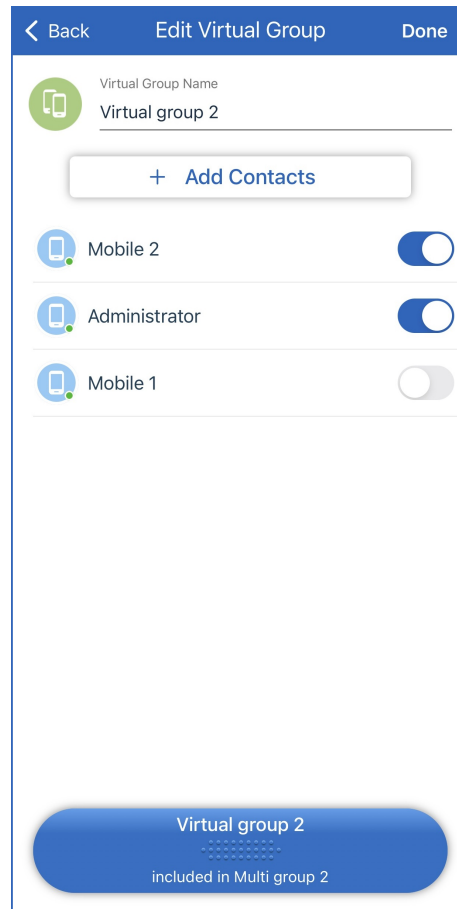 Back Edit Virtual Group Done
Virtual Group Name
Virtual group 2
+ Add Contacts
Mobile 2
Administrator
Mobile 1
Virtual group 2
included in Multi group 2